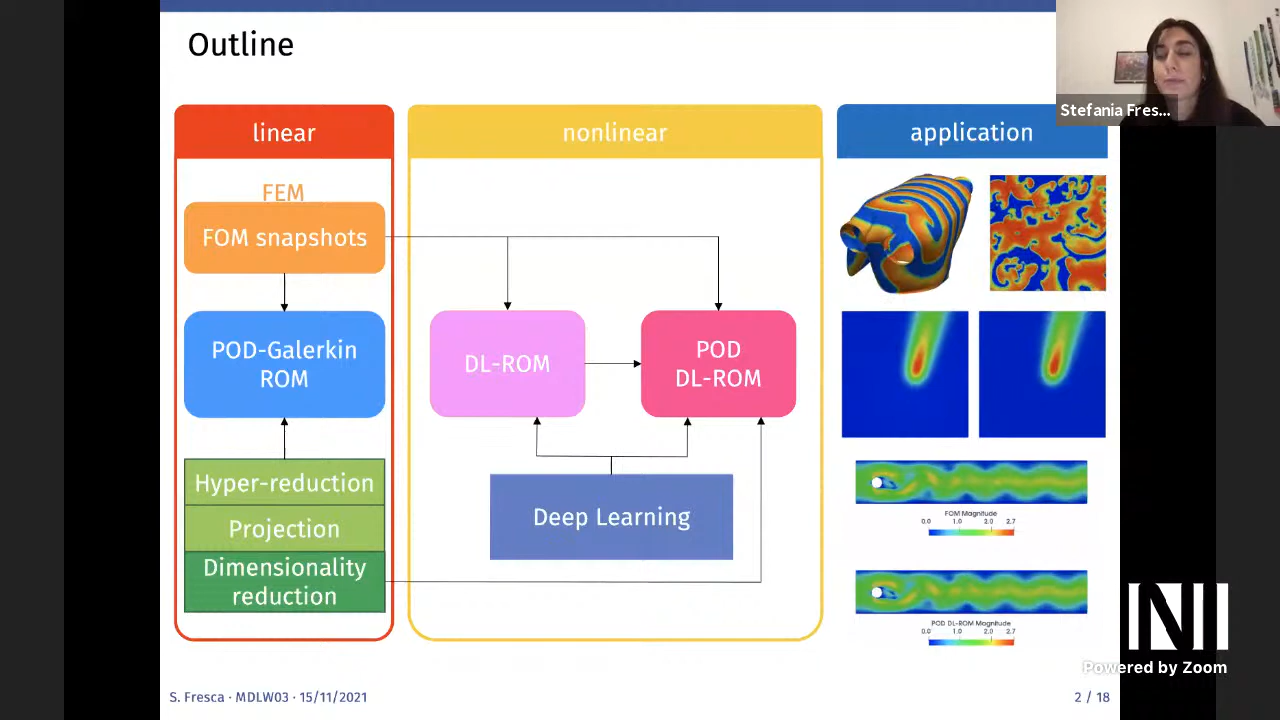 Outline
Stefania Fres...
linear
nonlinear
application
FEM
FOM snapshots
POD-Galerkin
ROM
DL-ROM
POD
DL-ROM
Hyper-reduction
Projection
Dimensionality
reduction
Deep Learning
FOM Magnitude
0.0 1.0 2.0 2.7
POD DL-ROM Magnitude
0.0 1.0 2.0 2.7
NI
Powered by Zoom
S. Fresca · MDLW03 · 15/11/2021
2 / 18